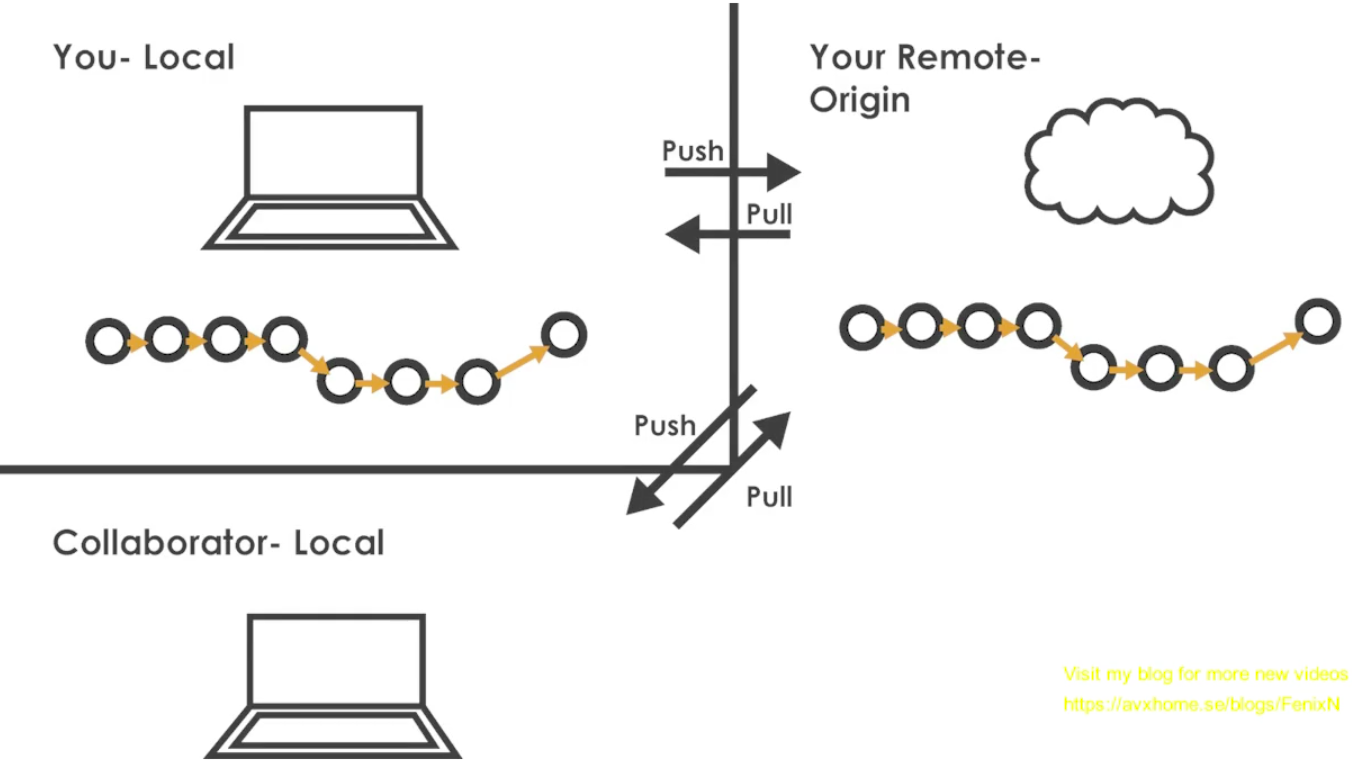 You- Local
Your Remote-
Origin
Push
Pull
Push
Pull
Collaborator- Local
Visit my blog for more new videos
https://avxhome.se/blogs/FenixN